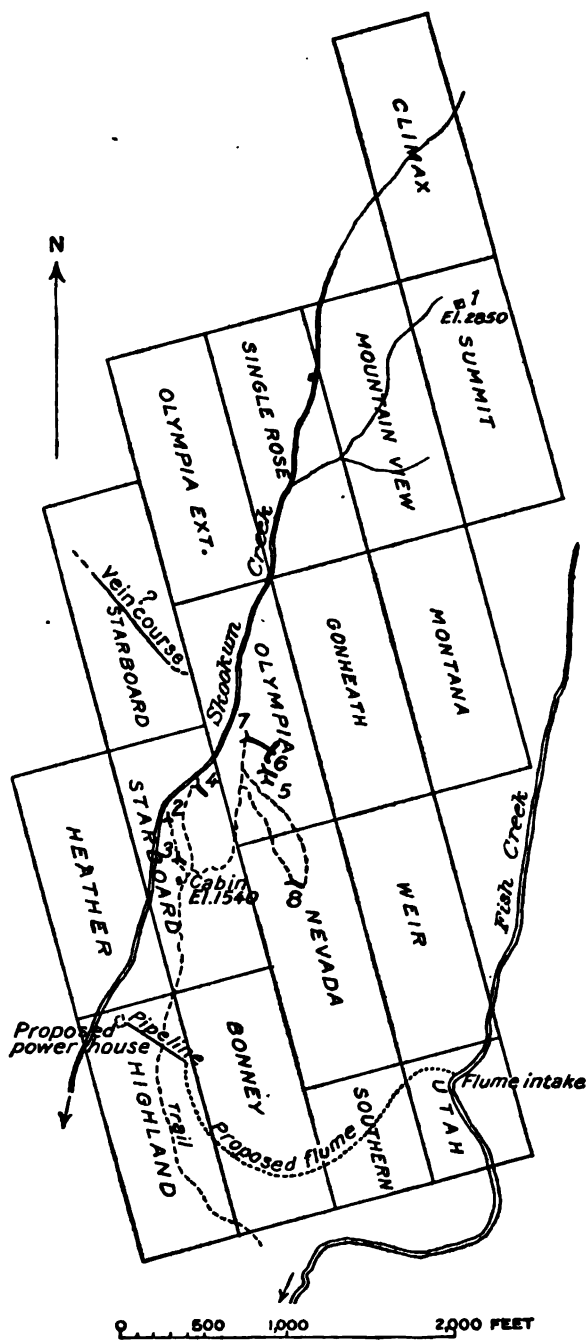 CLIMAX
N
1
El.2850
SUMMIT
MOUNTAIN VIEW
SINGLE ROSE
OLYMPIA EXT.
Creek
Skookum
Vein course
?
STARBOARD
OLYMPIA
GONHEATH
MONTANA
7
6
5
4
2
3
STARBOARD
HEATHER
Cabin
El.1540
8
NEVADA
WEIR
Fish Creek
Proposed
power house
Pipeline
HIGHLAND
Trail
BONNEY
Proposed flume
SOUTHERN
UTAH
Flume intake
0 500 1,000 2,000 FEET